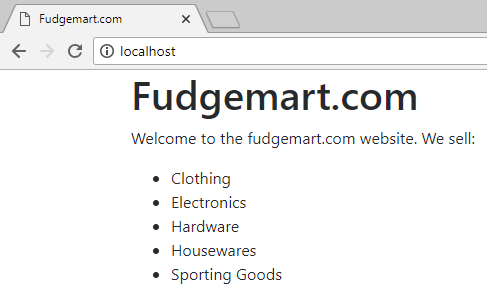 Fudgemart.com
localhost
Fudgemart.com
Welcome to the fudgemart.com website. We sell:
Clothing
Electronics
Hardware
Housewares
Sporting Goods